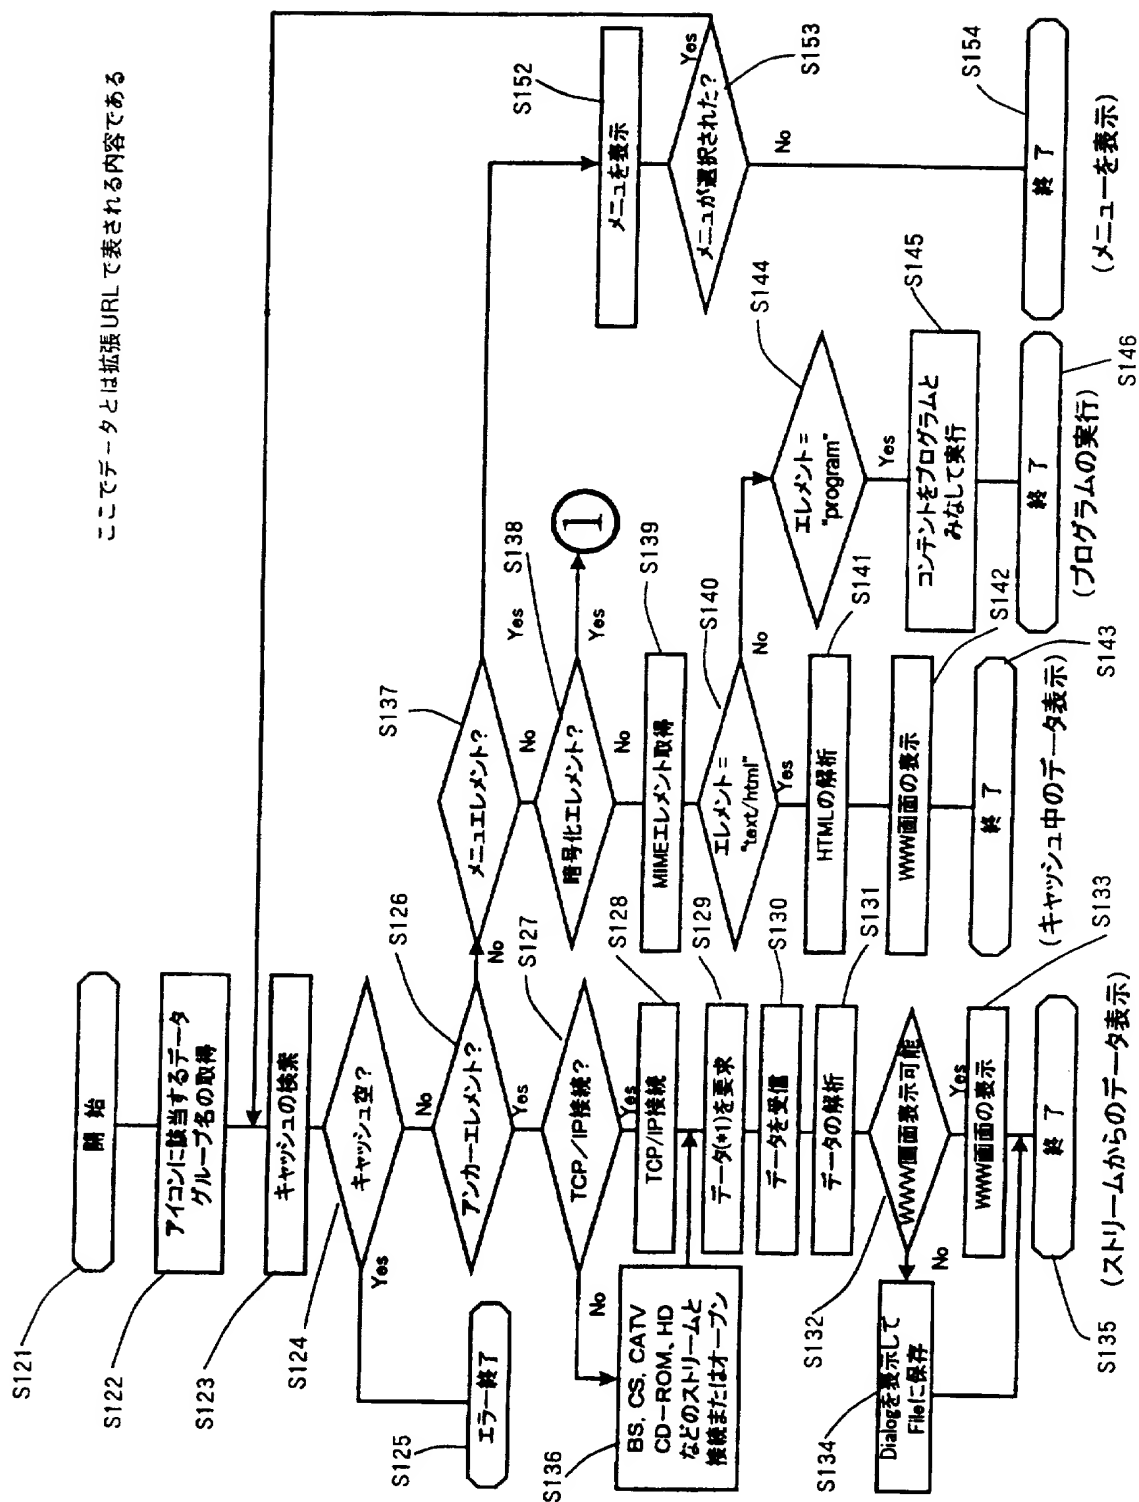 ここでデータとは拡張URLで表される内容である
S121
開 始
S122
アイコンに該当するデータ
グループ名の取得
S123
キャッシュの検索
S124
キャッシュ空?
Yes
No
S125
エラー終了
S126
アンカーエレメント?
No
Yes
S127
TCP/IP接続?
No
Yes
S136
BS, CS, CATV
CD-ROM、HD
などのストリームと
接続またはオープン
S128
TCP/IP接続
S129
データ(*1)を要求
S130
データを受信
S131
データの解析
S132
WWW画面表示可能
No
Yes
S134
Dialogを表示して
Fileに保存
S133
WWW画面の表示
S135
終 了
(ストリームからのデータ表示)
S137
メニュエレメント?
Yes
No
S138
暗号化エレメント?
Yes
No
1
S139
MIMEエレメント取得
S140
エレメント=
"text/html"
No
Yes
S141
HTMLの解析
S142
WWW画面の表示
S143
終 了
(キャッシュ中のデータ表示)
S144
エレメント=
"program"
Yes
S145
コンテントをプログラムと
みなして実行
S146
終 了
(プログラムの実行)
S152
メニュを表示
S153
メニュが選択された?
Yes
No
S154
終 了
(メニューを表示)